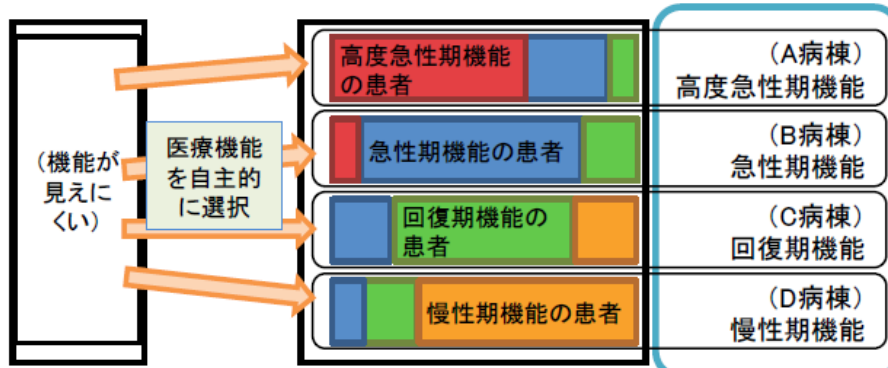 （機能が
見えに
くい）
医療機能
を自主的
に選択
高度急性期機能
の患者
（A病棟）
高度急性期機能
急性期機能の患者
（B病棟）
急性期機能
回復期機能の
患者
（C病棟）
回復期機能
慢性期機能の患者
（D病棟）
慢性期機能